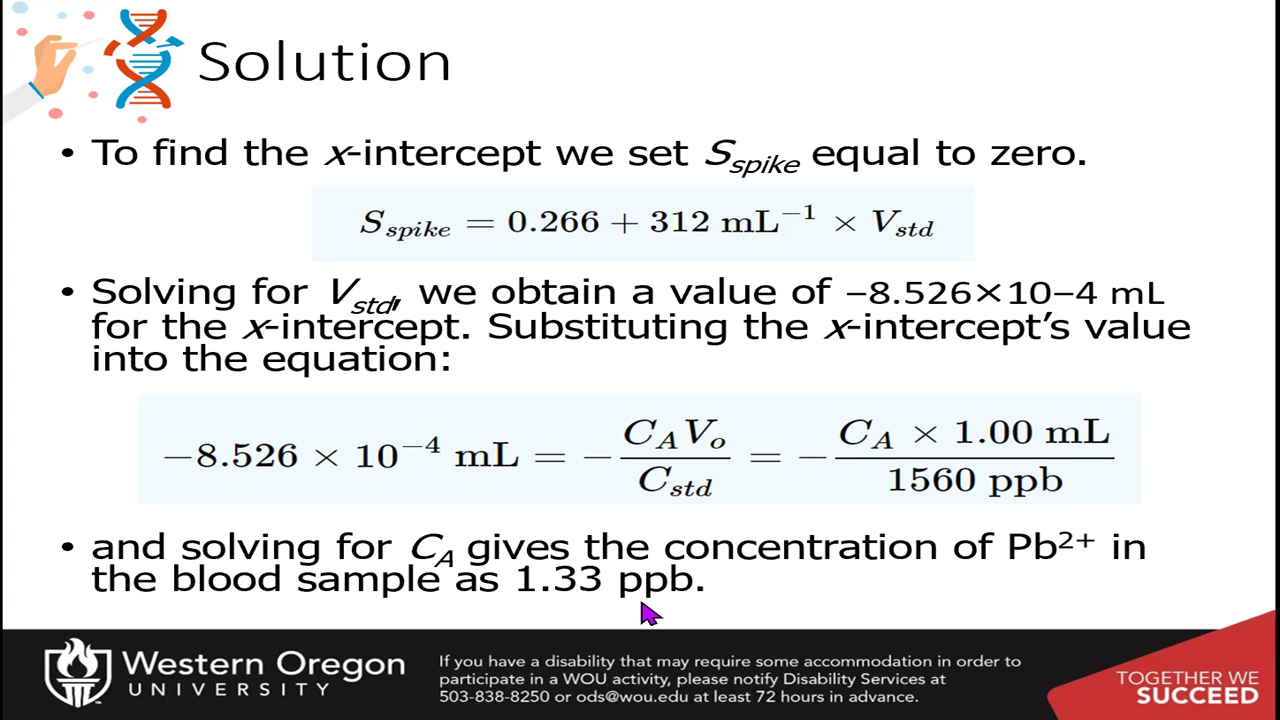 Solution
• To find the x-intercept we set S_spike equal to zero.
S_spike = 0.266 + 312 mL⁻¹ × V_std
• Solving for V_std, we obtain a value of −8.526×10−4 mL
for the x-intercept. Substituting the x-intercept’s value
into the equation:
−8.526 × 10⁻⁴ mL = − C_A V_o / C_std = − C_A × 1.00 mL / 1560 ppb
• and solving for C_A gives the concentration of Pb²⁺ in
the blood sample as 1.33 ppb.
Western Oregon
UNIVERSITY
If you have a disability that may require some accommodation in order to
participate in a WOU activity, please notify Disability Services at
503-838-8250 or ods@wou.edu at least 72 hours in advance.
TOGETHER WE
SUCCEED